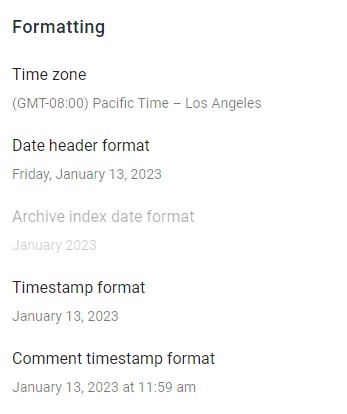 Formatting
Time zone
(GMT-08:00) Pacific Time – Los Angeles
Date header format
Friday, January 13, 2023
Archive index date format
January 2023
Timestamp format
January 13, 2023
Comment timestamp format
January 13, 2023 at 11:59 am